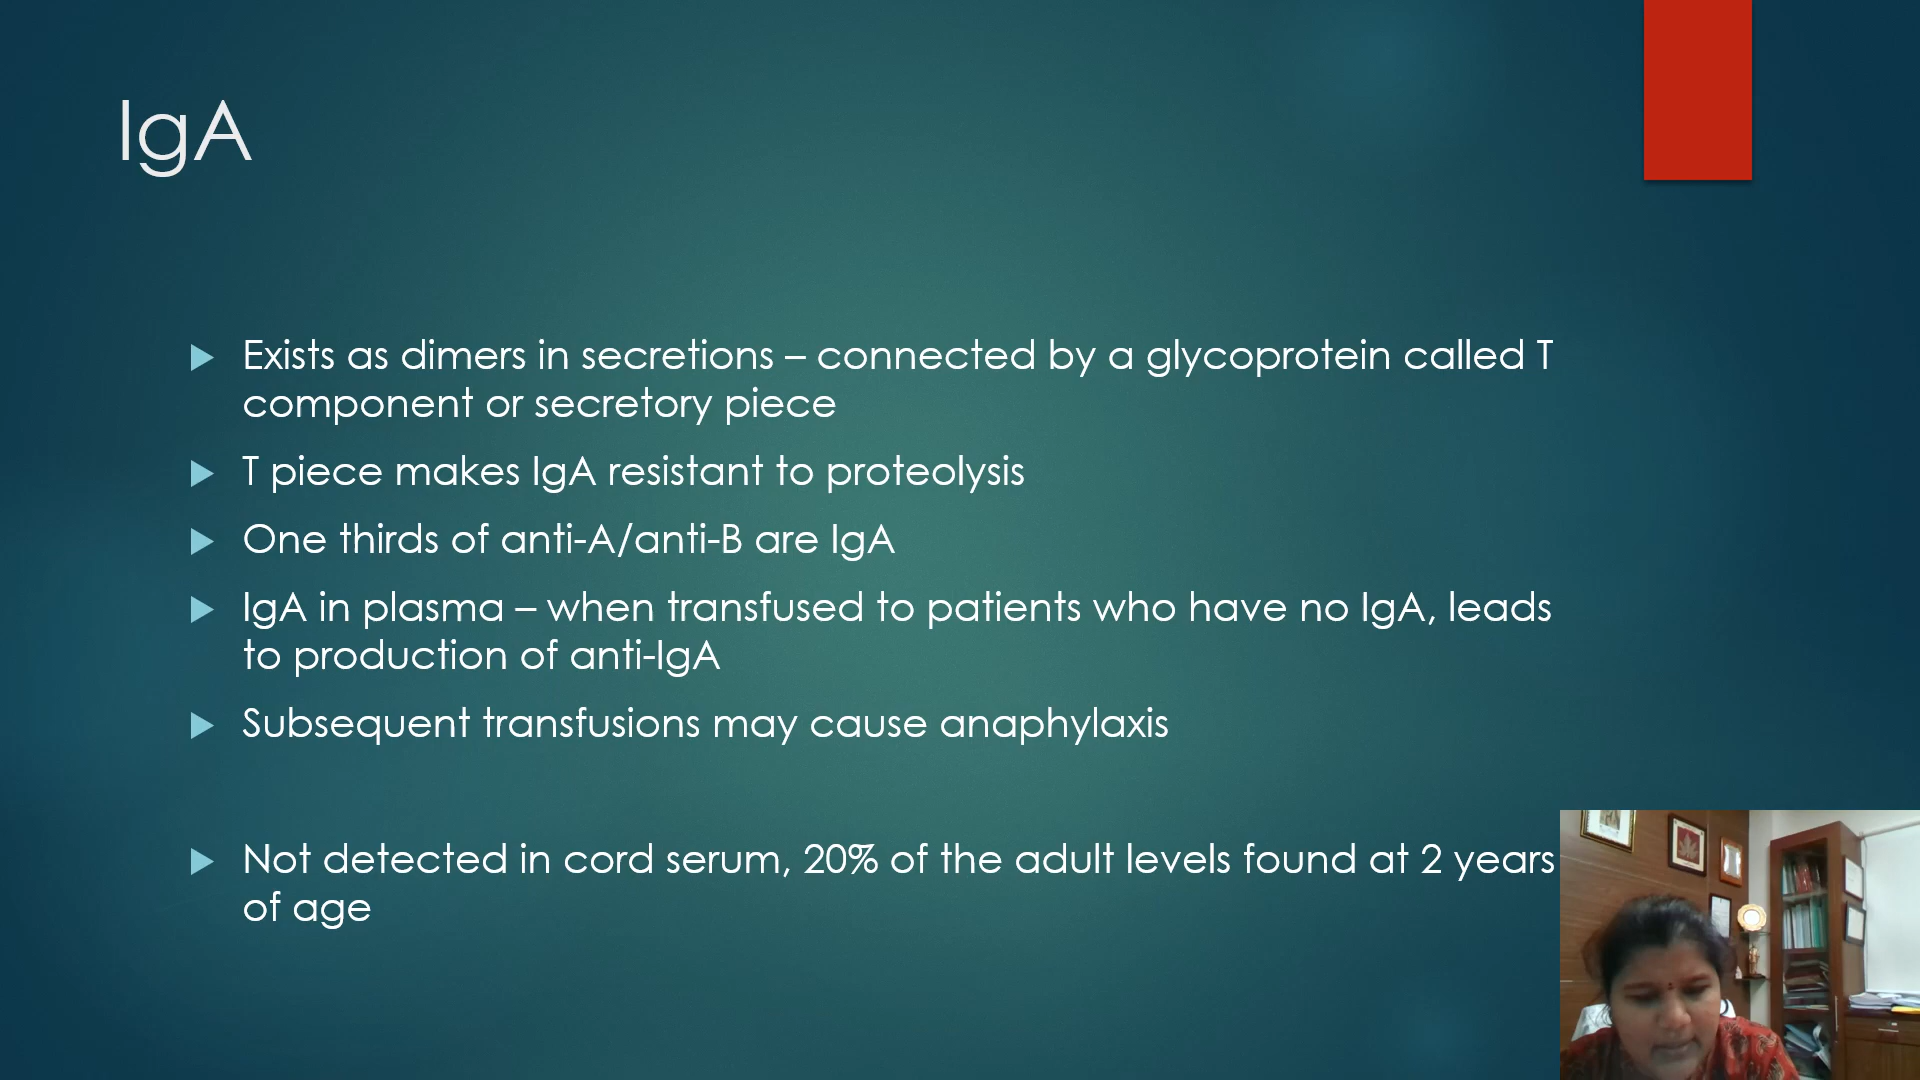 IgA
Exists as dimers in secretions – connected by a glycoprotein called T
component or secretory piece
T piece makes IgA resistant to proteolysis
One thirds of anti-A/anti-B are IgA
IgA in plasma – when transfused to patients who have no IgA, leads
to production of anti-IgA
Subsequent transfusions may cause anaphylaxis
Not detected in cord serum, 20% of the adult levels found at 2 years
of age